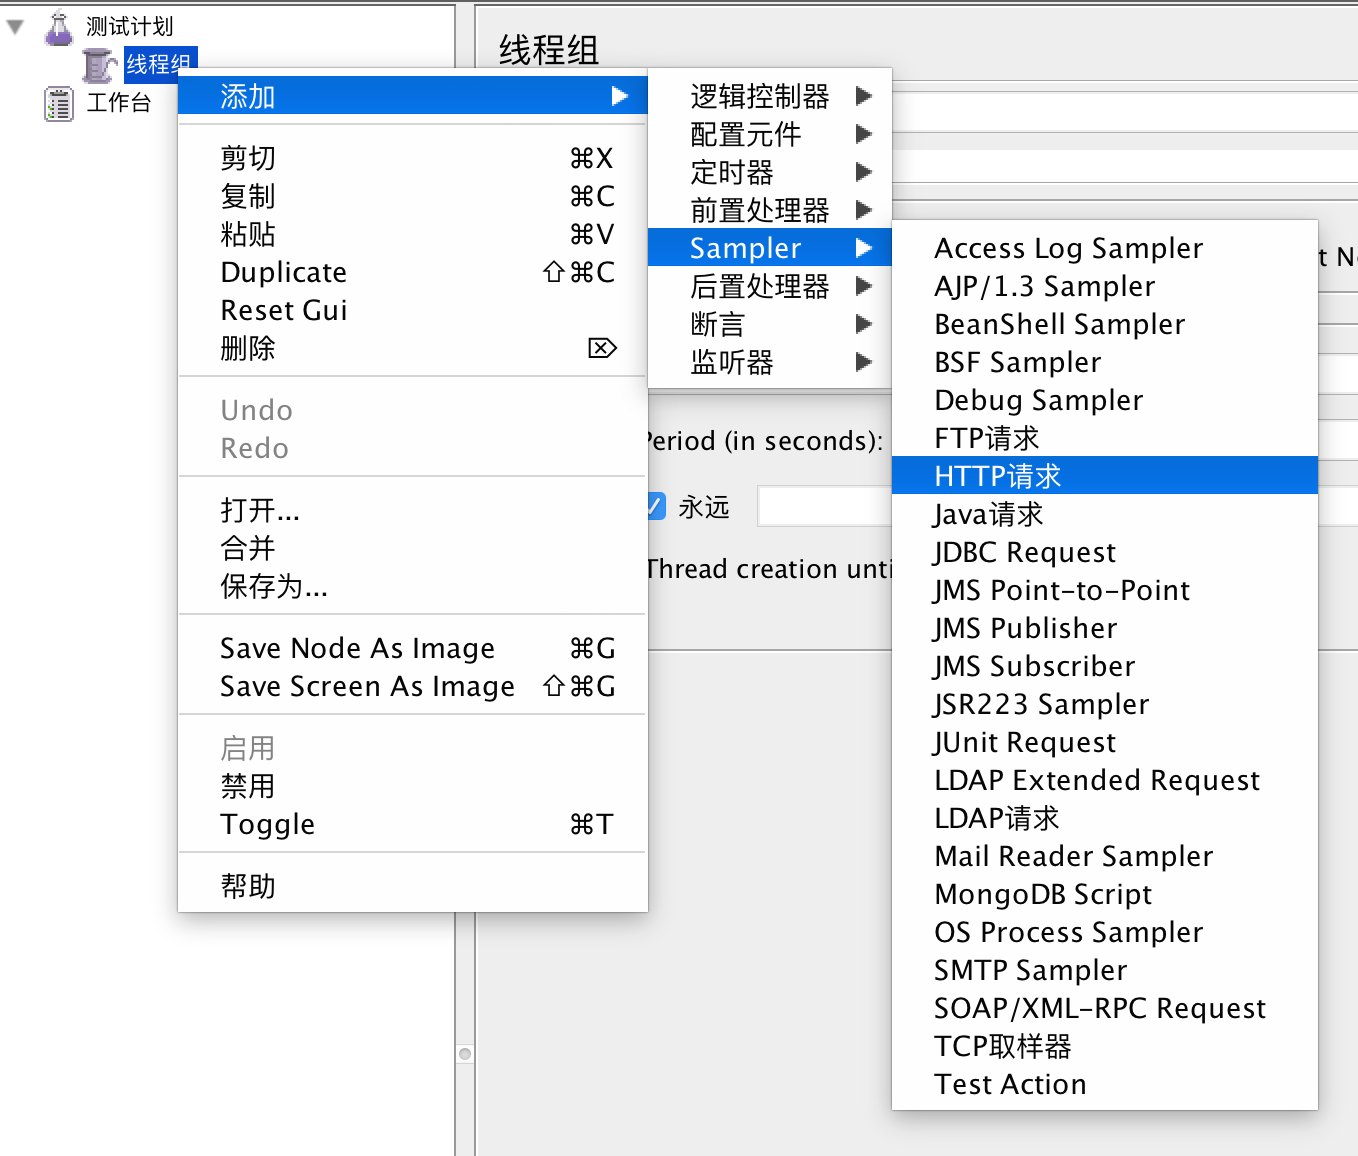 测试计划
线程组
工作台
线程组
添加
剪切 ⌘X
复制 ⌘C
粘贴 ⌘V
Duplicate ⇧⌘C
Reset Gui
删除 ⌦
Undo
Redo
打开...
合并
保存为...
Save Node As Image ⌘G
Save Screen As Image ⇧⌘G
启用
禁用
Toggle ⌘T
帮助
逻辑控制器
配置元件
定时器
前置处理器
Sampler
后置处理器
断言
监听器
Period (in seconds):
永远
Thread creation
Access Log Sampler
AJP/1.3 Sampler
BeanShell Sampler
BSF Sampler
Debug Sampler
FTP请求
HTTP请求
Java请求
JDBC Request
JMS Point-to-Point
JMS Publisher
JMS Subscriber
JSR223 Sampler
JUnit Request
LDAP Extended Request
LDAP请求
Mail Reader Sampler
MongoDB Script
OS Process Sampler
SMTP Sampler
SOAP/XML-RPC Request
TCP取样器
Test Action